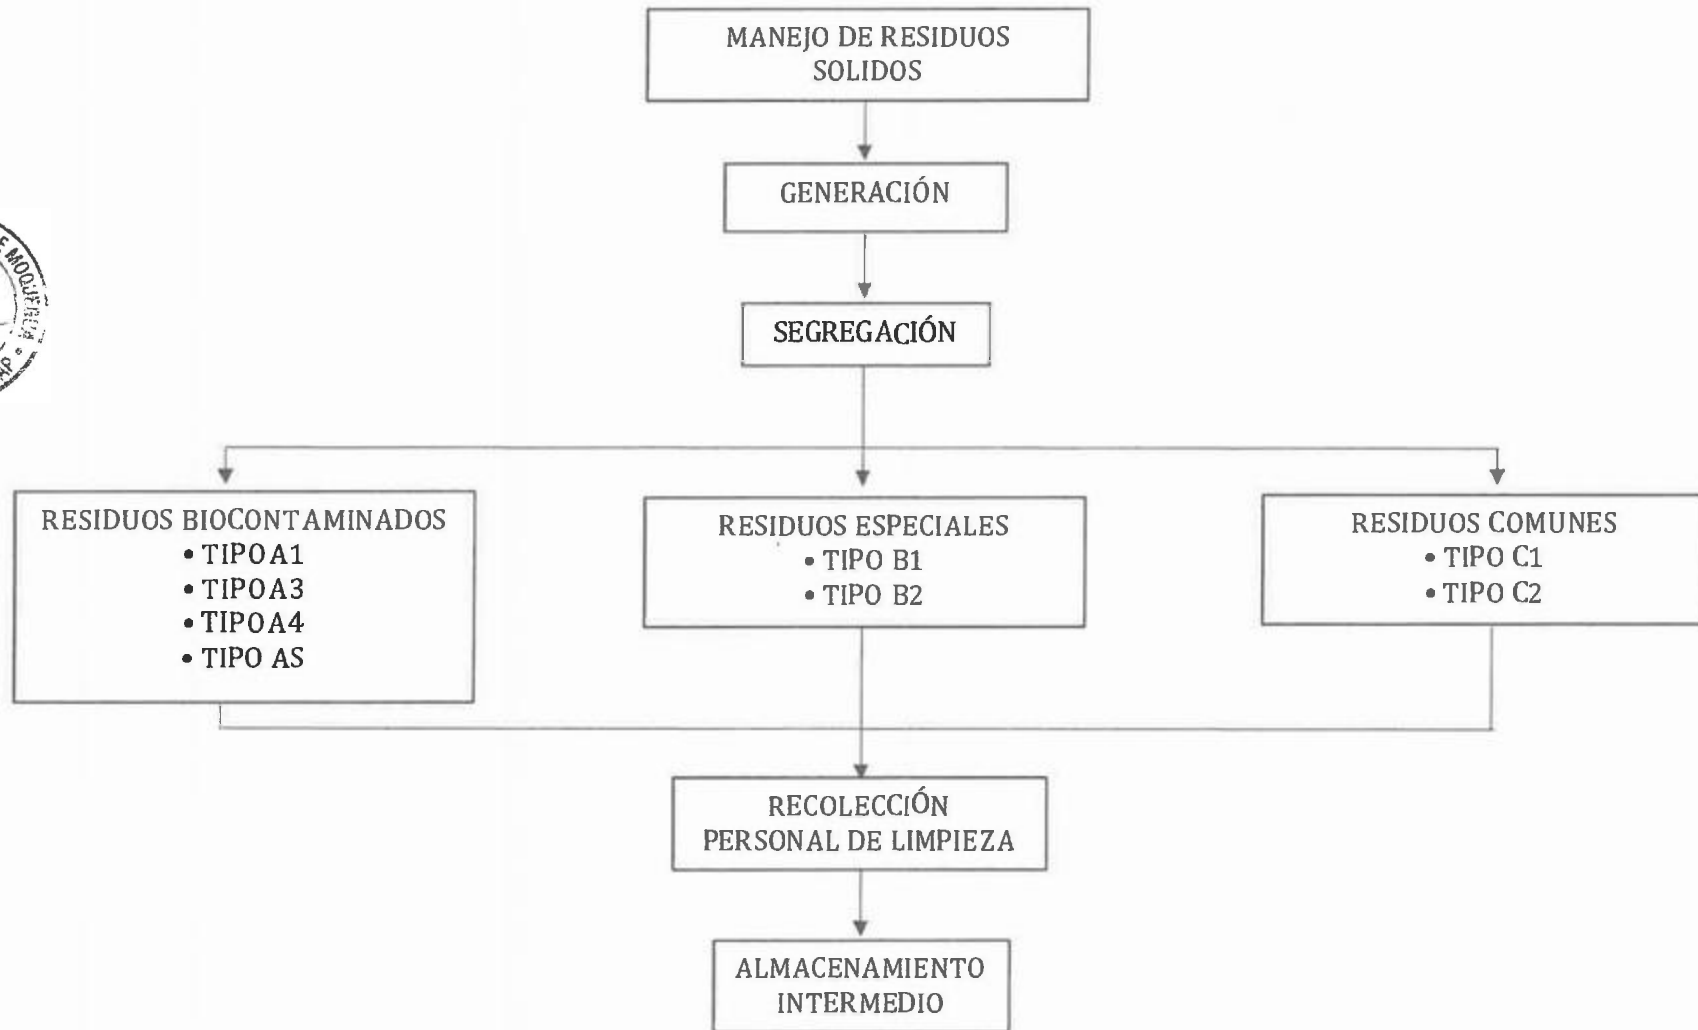 MANEJO DE RESIDUOS
SOLIDOS
GENERACIÓN
SEGREGACIÓN
RESIDUOS BIOCONTAMINADOS
• TIPOA1
• TIPOA3
• TIPOA4
• TIPO AS
RESIDUOS ESPECIALES
• TIPO B1
• TIPO B2
RESIDUOS COMUNES
• TIPO C1
• TIPO C2
RECOLECCIÓN
PERSONAL DE LIMPIEZA
ALMACENAMIENTO
INTERMEDIO
MOQUEGUA